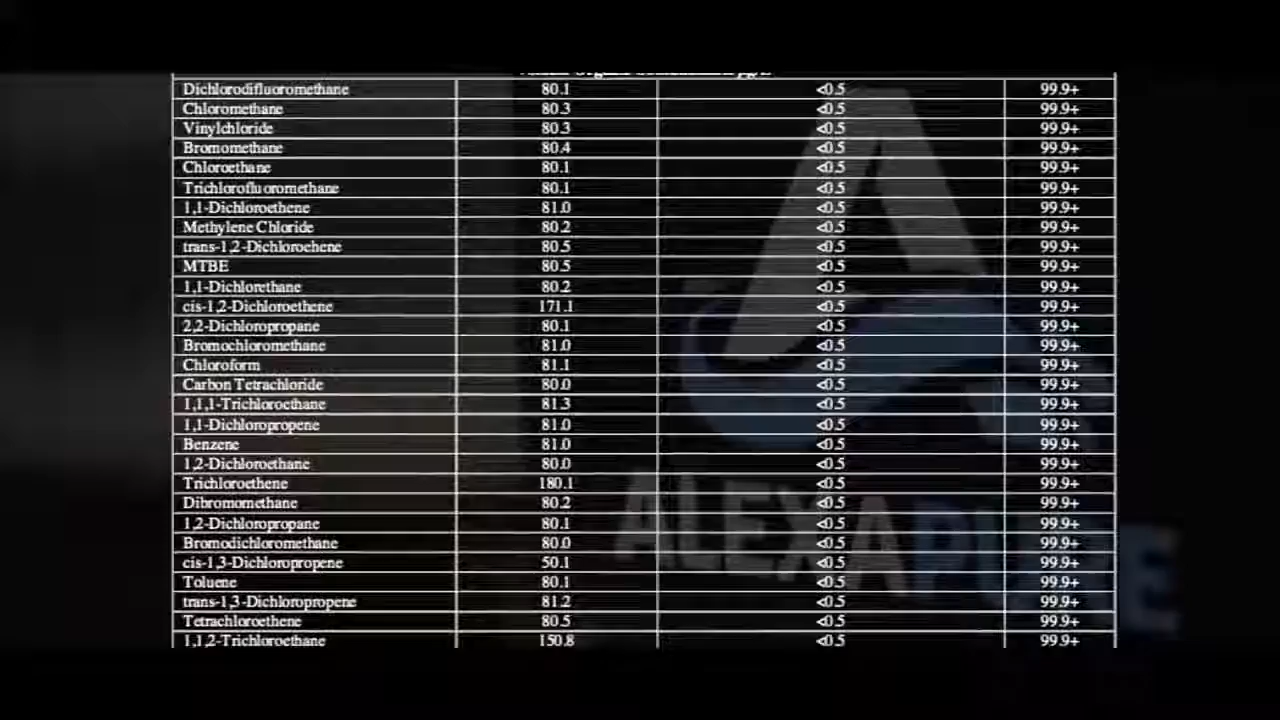 Dichlorodifluoromethane 80.1 <0.5 99.9+
Chloromethane 80.3 <0.5 99.9+
Vinylchloride 80.3 <0.5 99.9+
Bromomethane 80.4 <0.5 99.9+
Chloroethane 80.1 <0.5 99.9+
Trichlorofluoromethane 80.1 <0.5 99.9+
1,1-Dichloroethene 81.0 <0.5 99.9+
Methylene Chloride 80.2 <0.5 99.9+
trans-1,2-Dichloroehene 80.5 <0.5 99.9+
MTBE 80.5 <0.5 99.9+
1,1-Dichlorethane 80.2 <0.5 99.9+
cis-1,2-Dichloroethene 171.1 <0.5 99.9+
2,2-Dichloropropane 80.1 <0.5 99.9+
Bromochloromethane 81.0 <0.5 99.9+
Chloroform 81.1 <0.5 99.9+
Carbon Tetrachloride 80.0 <0.5 99.9+
1,1,1-Trichloroethane 81.3 <0.5 99.9+
1,1-Dichloropropene 81.0 <0.5 99.9+
Benzene 81.0 <0.5 99.9+
1,2-Dichloroethane 80.0 <0.5 99.9+
Trichloroethene 180.1 <0.5 99.9+
Dibromomethane 80.2 <0.5 99.9+
1,2-Dichloropropane 80.1 <0.5 99.9+
Bromodichloromethane 80.0 <0.5 99.9+
cis-1,3-Dichloropropene 50.1 <0.5 99.9+
Toluene 80.1 <0.5 99.9+
trans-1,3-Dichloropropene 81.2 <0.5 99.9+
Tetrachloroethene 80.5 <0.5 99.9+
1,1,2-Trichloroethane 150.8 <0.5 99.9+
ALEXAPURE